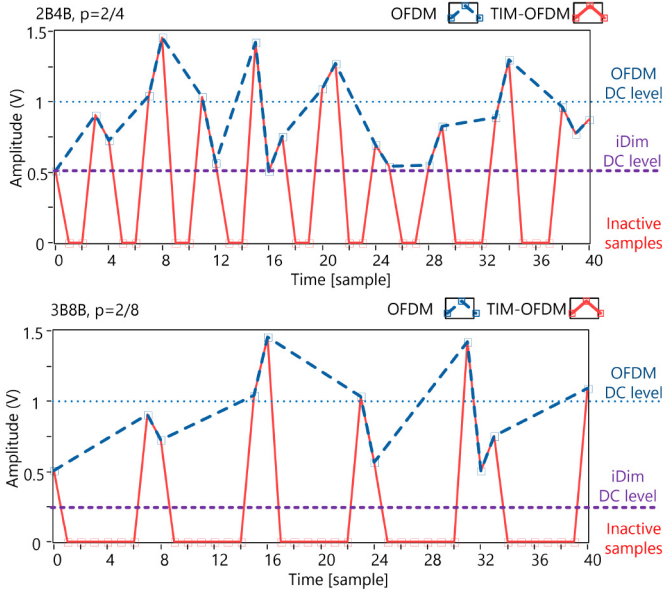 2B4B, p=2/4
OFDM TIM-OFDM
1.5
1
0.5
0
Amplitude (V)
OFDM
DC level
iDim
DC level
Inactive
samples
0 4 8 12 16 20 24 28 32 36 40
Time [sample]
3B8B, p=2/8
OFDM TIM-OFDM
1.5
1
0.5
0
Amplitude (V)
OFDM
DC level
iDim
DC level
Inactive
samples
0 4 8 12 16 20 24 28 32 36 40
Time [sample]